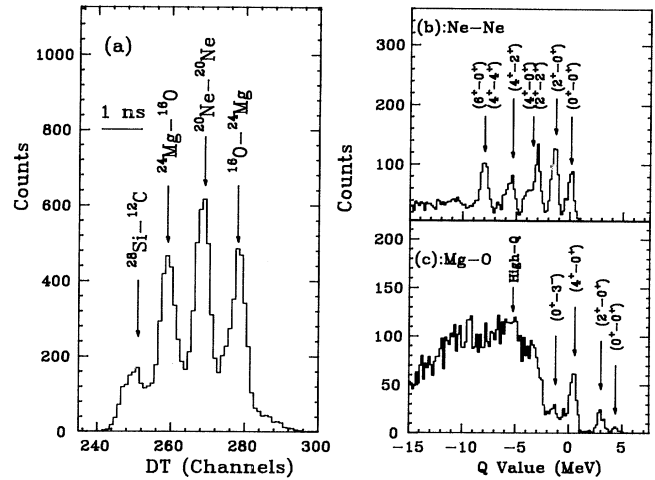 (a)
1 ns
²⁸Si−¹²C
²⁴Mg−¹⁶O
²⁰Ne−²⁰Ne
¹⁶O−²⁴Mg
Counts
1000
800
600
400
200
0
240
260
280
300
DT (Channels)
(b):Ne−Ne
(6⁺−0⁺)
(4⁺−4⁺)
(4⁺−2⁺)
(4⁺−0⁺)
(2⁺−2⁺)
(2⁺−0⁺)
(0⁺−0⁺)
Counts
300
200
100
0
(c):Mg−O
High−Q
(0⁺−3⁻)
(4⁺−0⁺)
(2⁺−0⁺)
(0⁺−0⁺)
200
150
100
50
0
−15
−10
−5
0
5
Q Value (MeV)